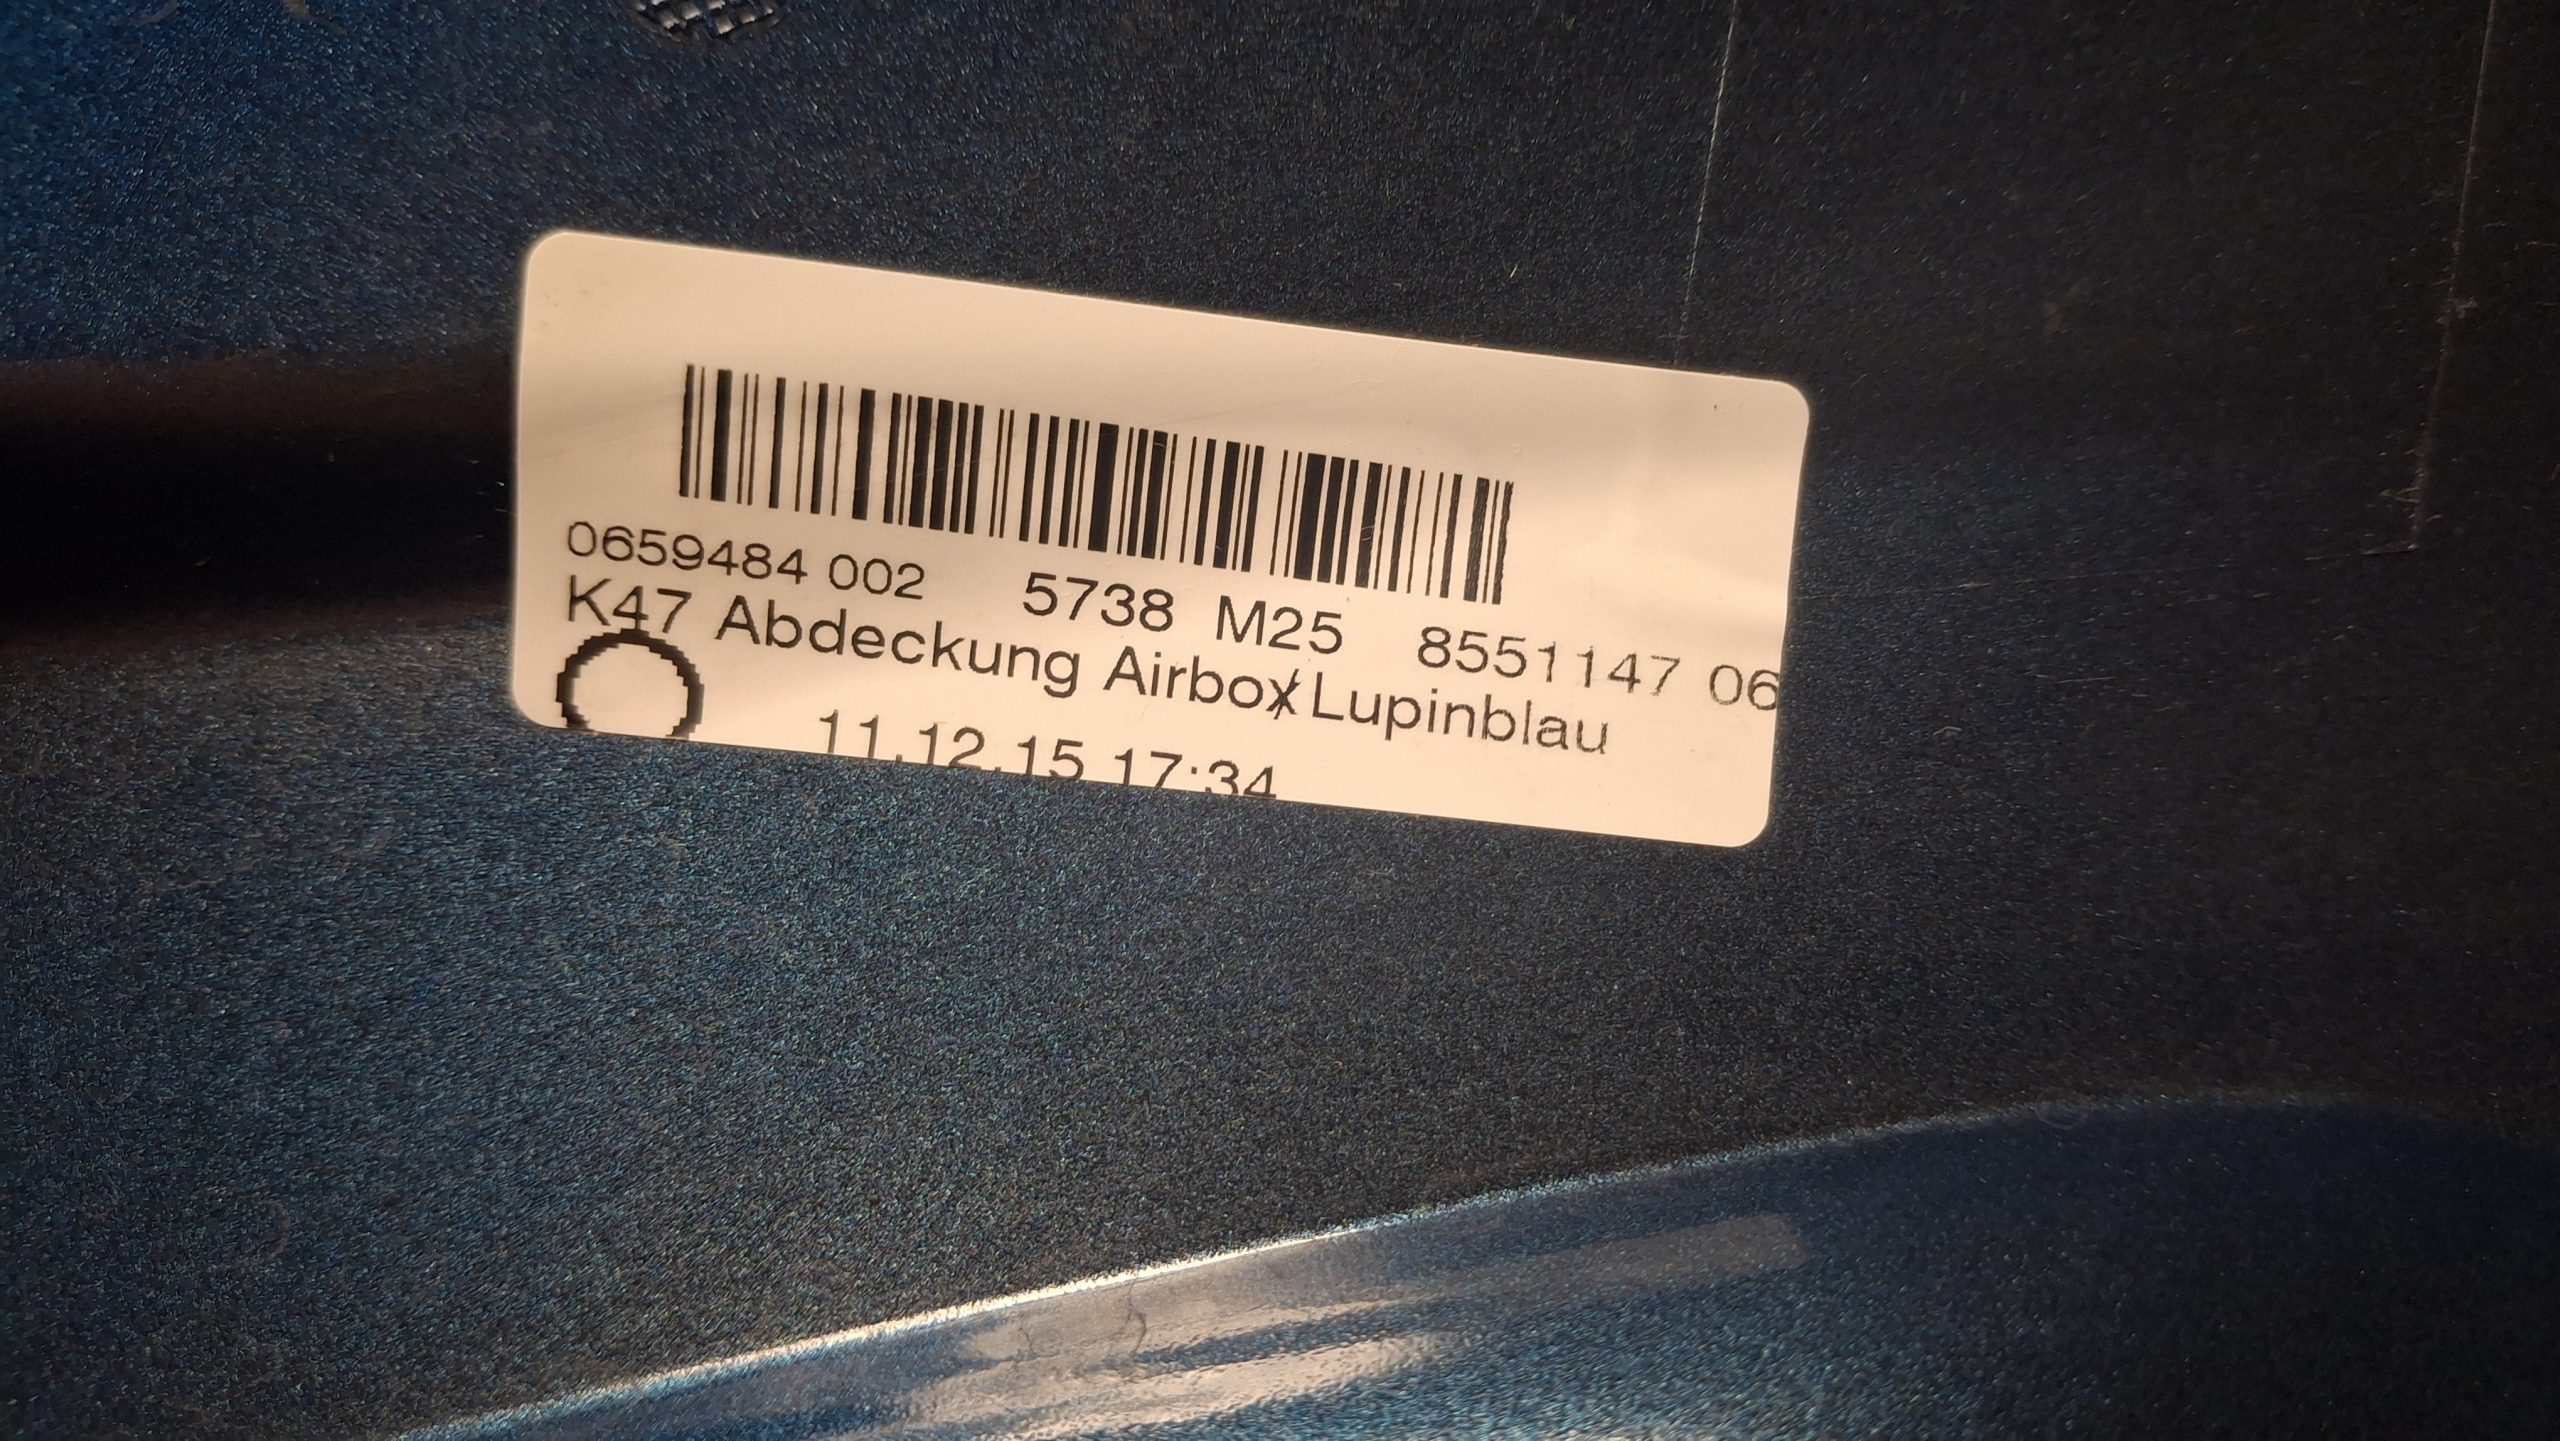 0659484 002 5738 M25 8551147 06
K47 Abdeckung Airbox Lupinblau
11.12.15 17:34